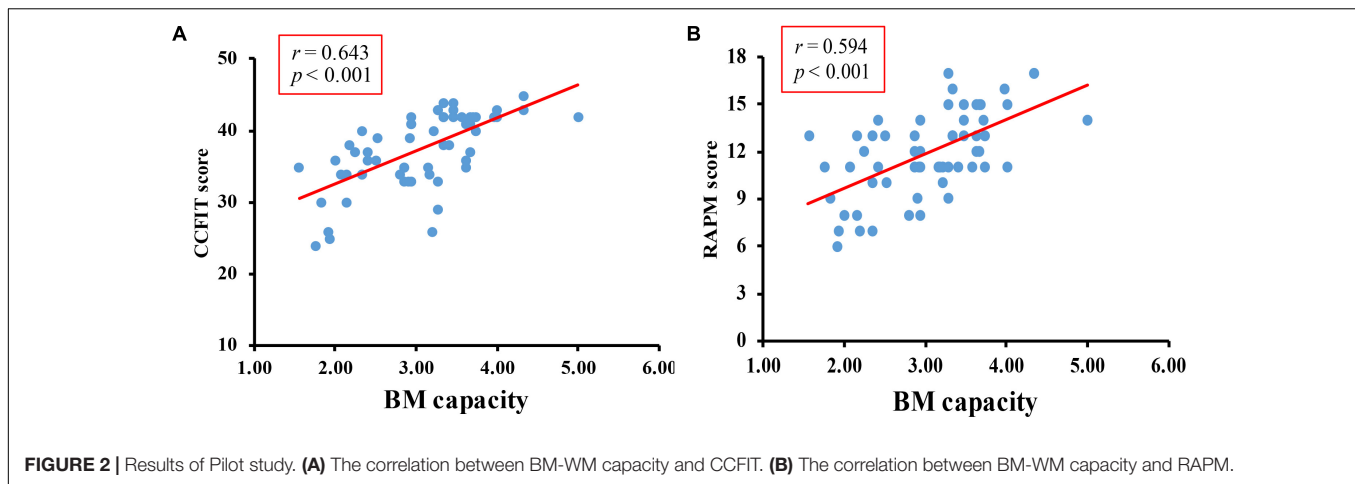 A
r = 0.643
p < 0.001
50
40
30
20
10
CCFIT score
1.00 2.00 3.00 4.00 5.00 6.00
BM capacity
B
r = 0.594
p < 0.001
18
15
12
9
6
3
0
RAPM score
1.00 2.00 3.00 4.00 5.00 6.00
BM capacity
FIGURE 2 | Results of Pilot study. (A) The correlation between BM-WM capacity and CCFIT. (B) The correlation between BM-WM capacity and RAPM.